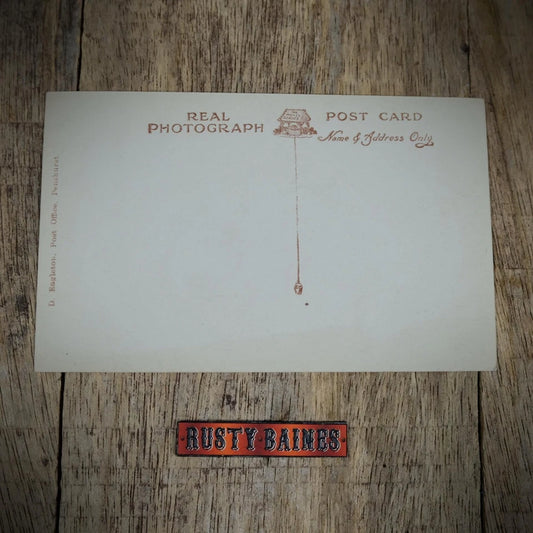 REAL
PHOTOGRAPH
POST CARD
Name & Address Only
D. Eagleton, Post Office, Penshurst.
RUSTY BAINES